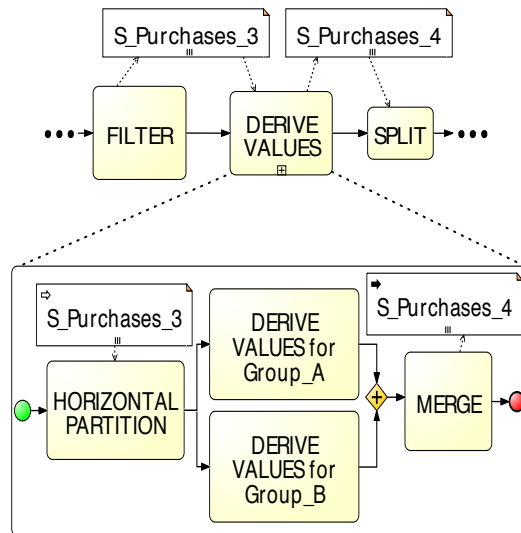 S_Purchases_3
S_Purchases_4
FILTER
DERIVE
VALUES
SPLIT
S_Purchases_3
S_Purchases_4
HORIZONTAL
PARTITION
DERIVE
VALUES for
Group_A
DERIVE
VALUES for
Group_B
MERGE